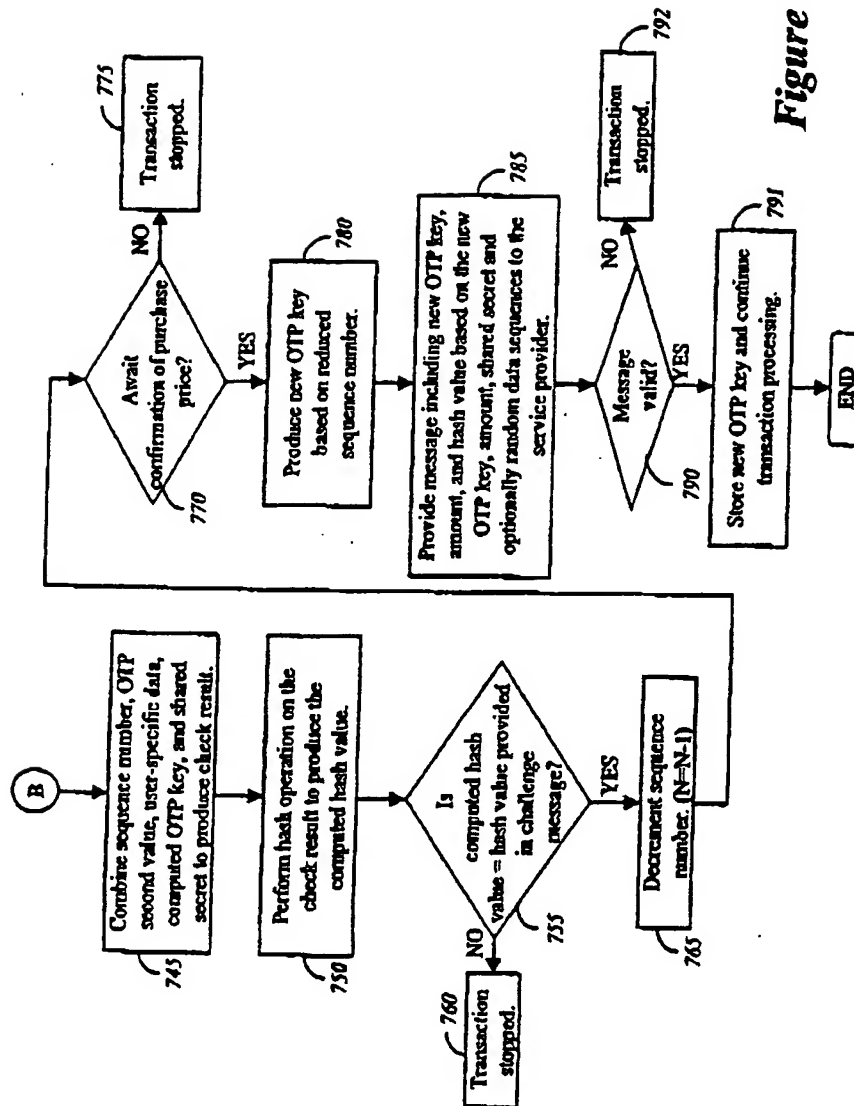 B
Combine sequence number, OTP
second value, user-specific data,
computed OTP key, and shared
secret to produce check result.
745
Perform hash operation on the
check result to produce the
computed hash value.
750
Is
computed hash
value = hash value provided
in challenge
message?
755
NO
760
Transaction
stopped.
YES
Decrement sequence
number. (N=N-1)
765
Await
confirmation of purchase
price?
770
NO
775
Transaction
stopped.
YES
780
Produce new OTP key
based on reduced
sequence number.
785
Provide message including new OTP key,
amount, and hash value based on the new
OTP key, amount, shared secret and
optionally random data sequences to the
service provider.
Message
valid?
790
NO
792
Transaction
stopped.
YES
791
Store new OTP key and continue
transaction processing.
END
Figure